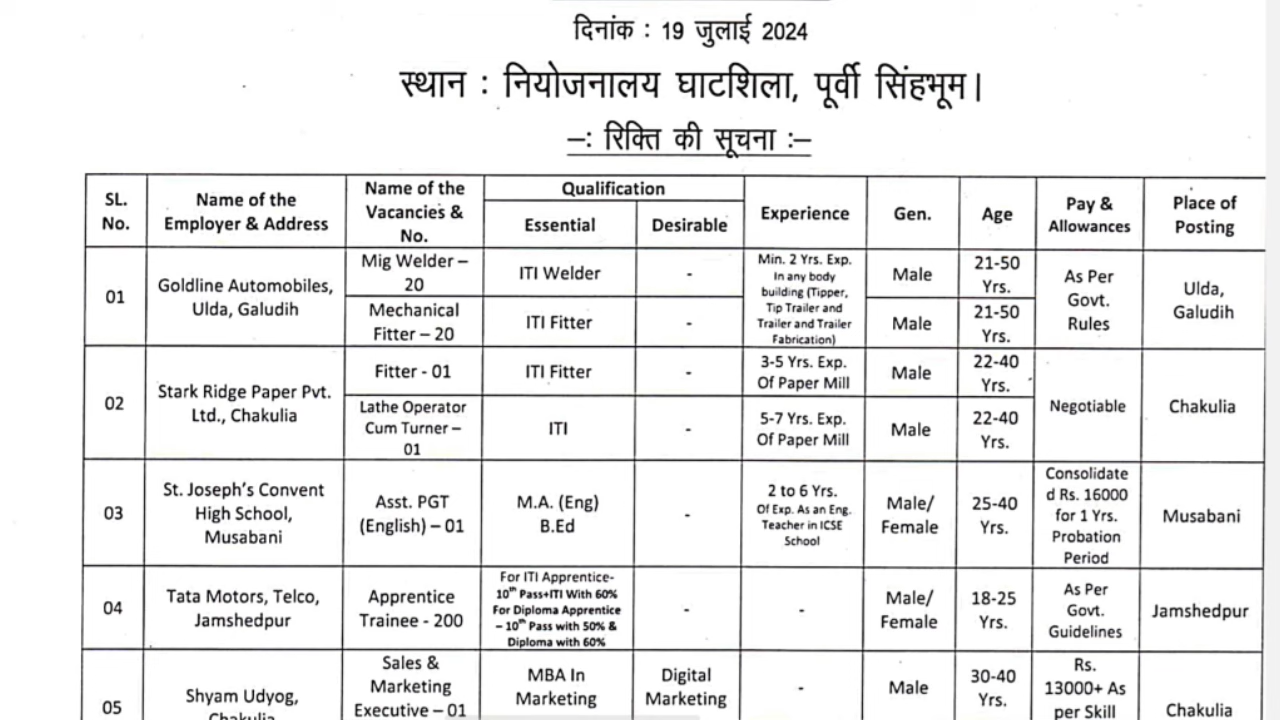 दिनांक : 19 जुलाई 2024
स्थान : नियोजनालय घाटशिला, पूर्वी सिंहभूम।
–: रिक्ति की सूचना :–
SL. No.
Name of the Employer & Address
Name of the Vacancies & No.
Qualification
Essential
Desirable
Experience
Gen.
Age
Pay & Allowances
Place of Posting
01
Goldline Automobiles,
Ulda, Galudih
Mig Welder –
20
ITI Welder
-
Min. 2 Yrs. Exp.
In any body
building (Tipper,
Tip Trailer and
Trailer and Trailer
Fabrication)
Male
21-50
Yrs.
As Per
Govt.
Rules
Ulda,
Galudih
Mechanical
Fitter – 20
ITI Fitter
-
Male
21-50
Yrs.
02
Stark Ridge Paper Pvt.
Ltd., Chakulia
Fitter - 01
ITI Fitter
-
3-5 Yrs. Exp.
Of Paper Mill
Male
22-40
Yrs.
Negotiable
Chakulia
Lathe Operator
Cum Turner –
01
ITI
-
5-7 Yrs. Exp.
Of Paper Mill
Male
22-40
Yrs.
03
St. Joseph's Convent
High School,
Musabani
Asst. PGT
(English) – 01
M.A. (Eng)
B.Ed
-
2 to 6 Yrs.
Of Exp. As an Eng.
Teacher in ICSE
School
Male/
Female
25-40
Yrs.
Consolidate
d Rs. 16000
for 1 Yrs.
Probation
Period
Musabani
04
Tata Motors, Telco,
Jamshedpur
Apprentice
Trainee - 200
For ITI Apprentice-
10th Pass+ITI With 60%
For Diploma Apprentice
– 10th Pass with 50% &
Diploma with 60%
-
-
Male/
Female
18-25
Yrs.
As Per
Govt.
Guidelines
Jamshedpur
05
Shyam Udyog,
Chakulia
Sales &
Marketing
Executive – 01
MBA In
Marketing
Digital
Marketing
-
Male
30-40
Yrs.
Rs.
13000+ As
per Skill
Chakulia